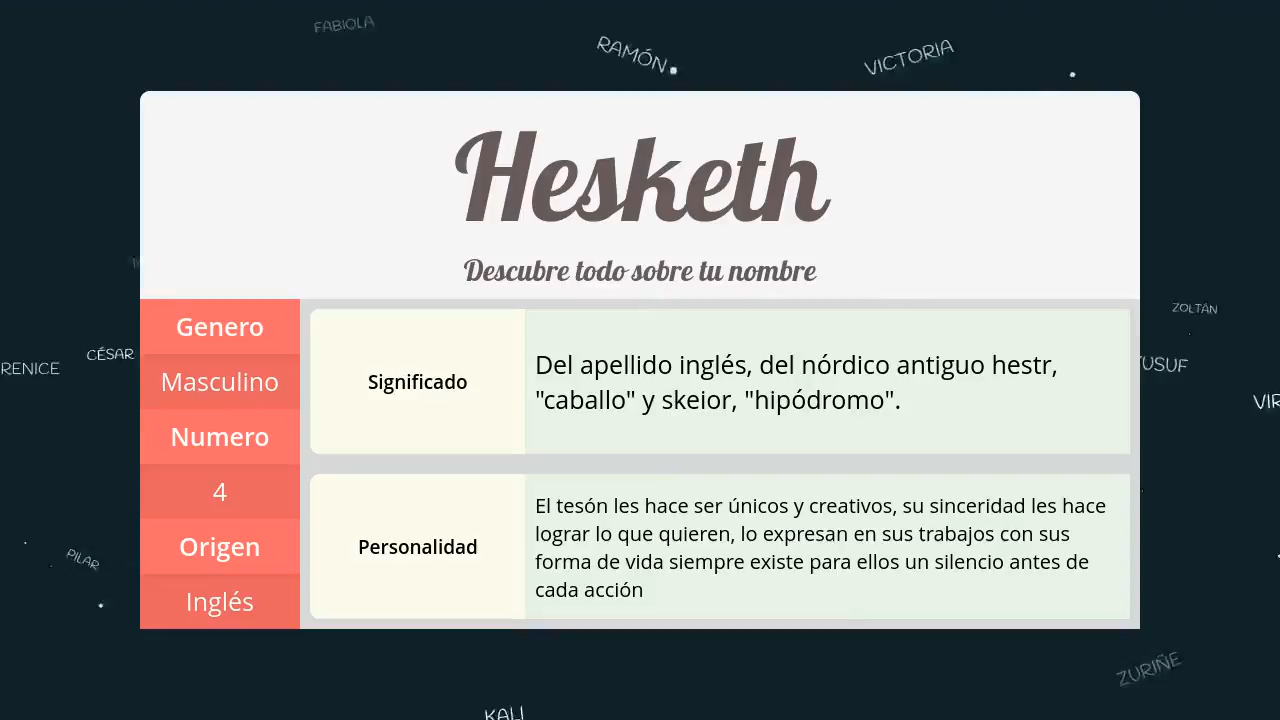 FABIOLA
RAMÓN
VICTORIA
Hesketh
Descubre todo sobre tu nombre
Genero
Masculino
Numero
4
Origen
Inglés
Significado
Del apellido inglés, del nórdico antiguo hestr,
"caballo" y skeior, "hipódromo".
Personalidad
El tesón les hace ser únicos y creativos, su sinceridad les hace
lograr lo que quieren, lo expresan en sus trabajos con sus
forma de vida siempre existe para ellos un silencio antes de
cada acción
ZOLTÁN
CÉSAR
RENICE
YUSUF
VIR
PILAR
ZURIÑE
KALI